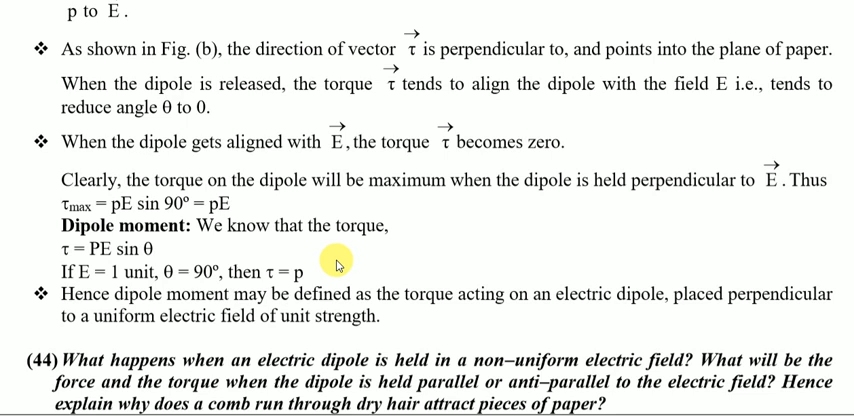 p to E .
❖ As shown in Fig. (b), the direction of vector τ⃗ is perpendicular to, and points into the plane of paper.
When the dipole is released, the torque τ⃗ tends to align the dipole with the field E i.e., tends to
reduce angle θ to 0.
❖ When the dipole gets aligned with E⃗, the torque τ⃗ becomes zero.
Clearly, the torque on the dipole will be maximum when the dipole is held perpendicular to E⃗. Thus
τmax = pE sin 90º = pE
Dipole moment: We know that the torque,
τ = PE sin θ
If E = 1 unit, θ = 90º, then τ = p
❖ Hence dipole moment may be defined as the torque acting on an electric dipole, placed perpendicular
to a uniform electric field of unit strength.
(44) What happens when an electric dipole is held in a non–uniform electric field? What will be the
force and the torque when the dipole is held parallel or anti–parallel to the electric field? Hence
explain why does a comb run through dry hair attract pieces of paper?